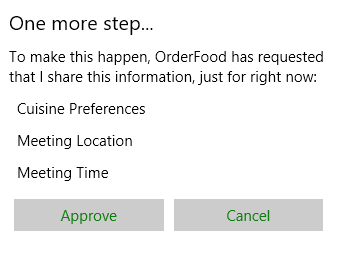 One more step...
To make this happen, OrderFood has requested
that I share this information, just for right now:
Cuisine Preferences
Meeting Location
Meeting Time
Approve
Cancel